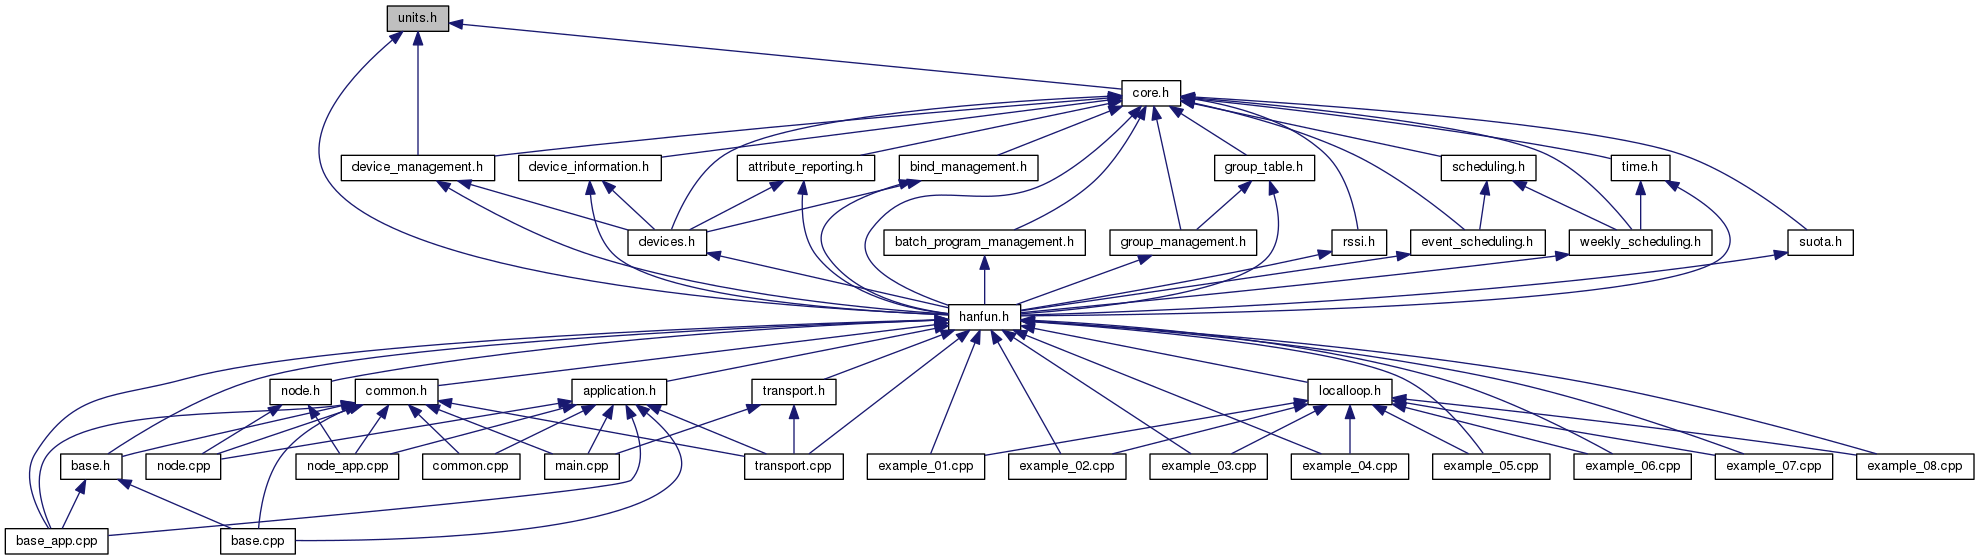 units.h
core.h
device_management.h
device_information.h
attribute_reporting.h
bind_management.h
group_table.h
scheduling.h
time.h
devices.h
batch_program_management.h
group_management.h
rssi.h
event_scheduling.h
weekly_scheduling.h
suota.h
hanfun.h
node.h
common.h
application.h
transport.h
localloop.h
base.h
node.cpp
node_app.cpp
common.cpp
main.cpp
transport.cpp
example_01.cpp
example_02.cpp
example_03.cpp
example_04.cpp
example_05.cpp
example_06.cpp
example_07.cpp
example_08.cpp
base_app.cpp
base.cpp